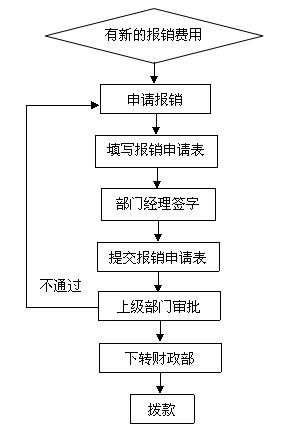 有新的报销费用
申请报销
填写报销申请表
部门经理签字
提交报销申请表
不通过
上级部门审批
下转财政部
拨款